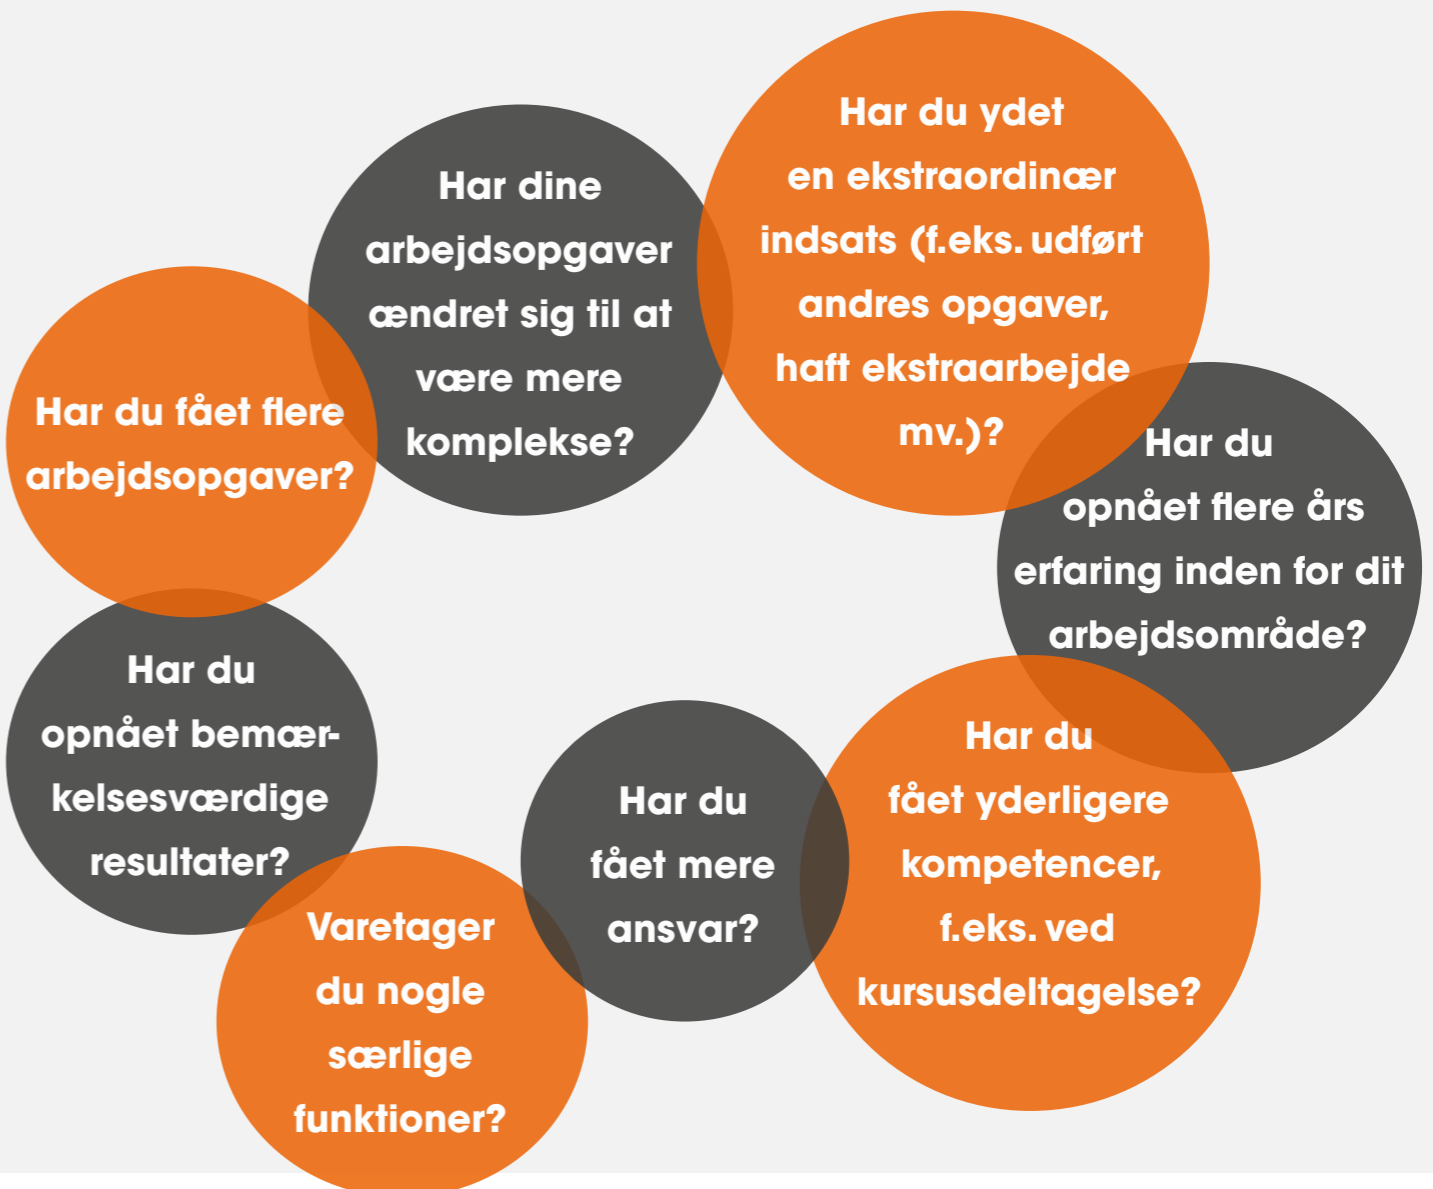 Har du ydet
en ekstraordinær
indsats (f.eks. udført
andres opgaver,
haft ekstraarbejde
mv.)?
Har dine
arbejdsopgaver
ændret sig til at
være mere
komplekse?
Har du fået flere
arbejdsopgaver?
Har du
opnået flere års
erfaring inden for dit
arbejdsområde?
Har du
opnået bemær-
kelsesværdige
resultater?
Har du
fået yderligere
kompetencer,
f.eks. ved
kursusdeltagelse?
Har du
fået mere
ansvar?
Varetager
du nogle
særlige
funktioner?